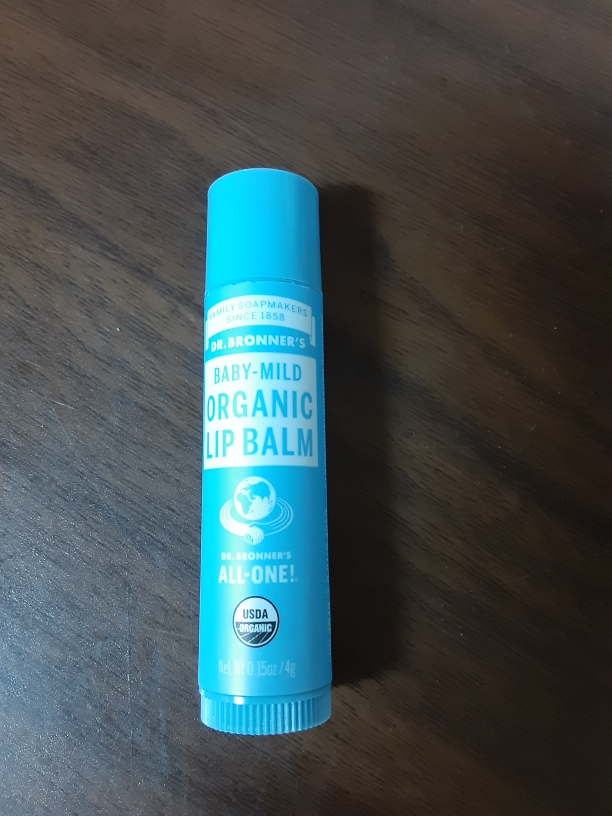 FAMILY SOAPMAKERS
SINCE 1858
DR. BRONNER'S
BABY-MILD
ORGANIC
LIP BALM
DR. BRONNER'S
ALL-ONE!
USDA
ORGANIC
Net Wt 0.15oz / 4g